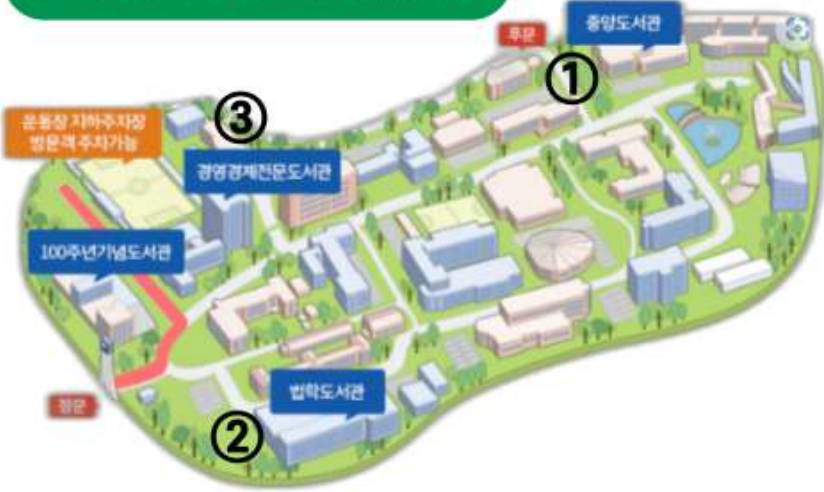 후문
중앙도서관
①
③
운동장 지하주차장
방문객 주차가능
경영경제전문도서관
100주년기념도서관
정문
법학도서관
②